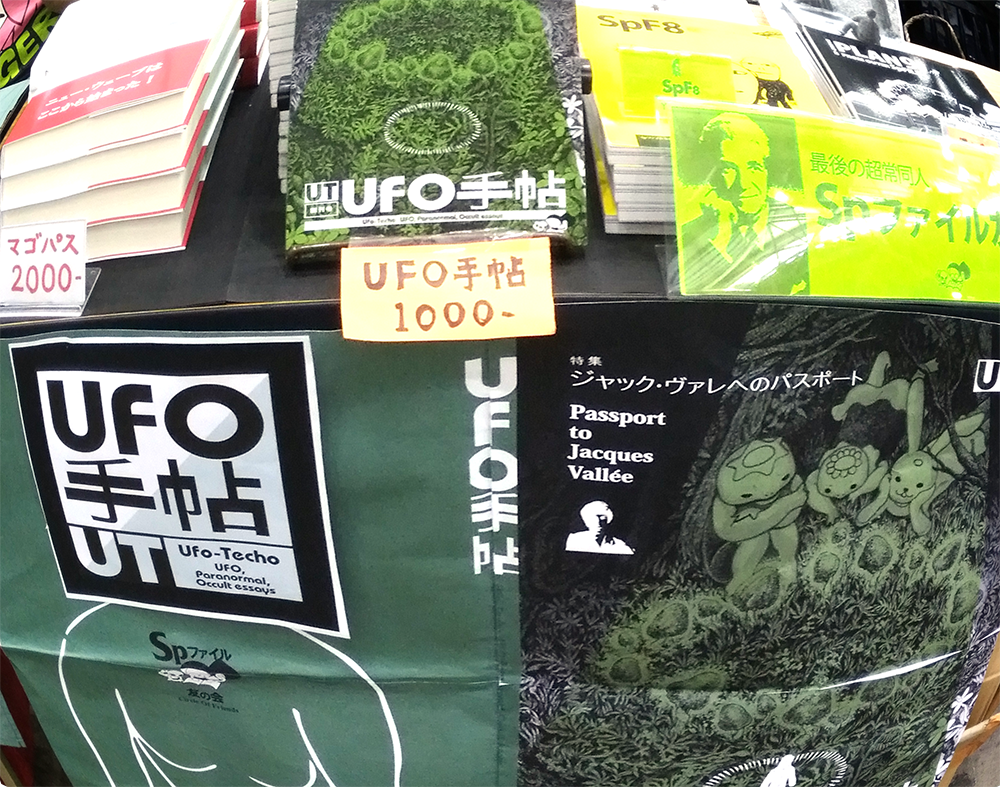 GER
ニュー・ウェーブは
ここから始まった!
マゴパス
2000-
UT
UFO手帖
Ufo-Techo UFO, Paranormal, Occult essays
UFO手帖
1000-
SpF8
SpF8
PLAN
最後の超常同人
Spファイルが
UFO
手帖
UT
Ufo-Techo
UFO,
Paranormal,
Occult essays
Spファイル
友の会
Circle Of Friends
UFO手帖
特集
ジャック・ヴァレへのパスポート
Passport
to
Jacques
Vallée
U